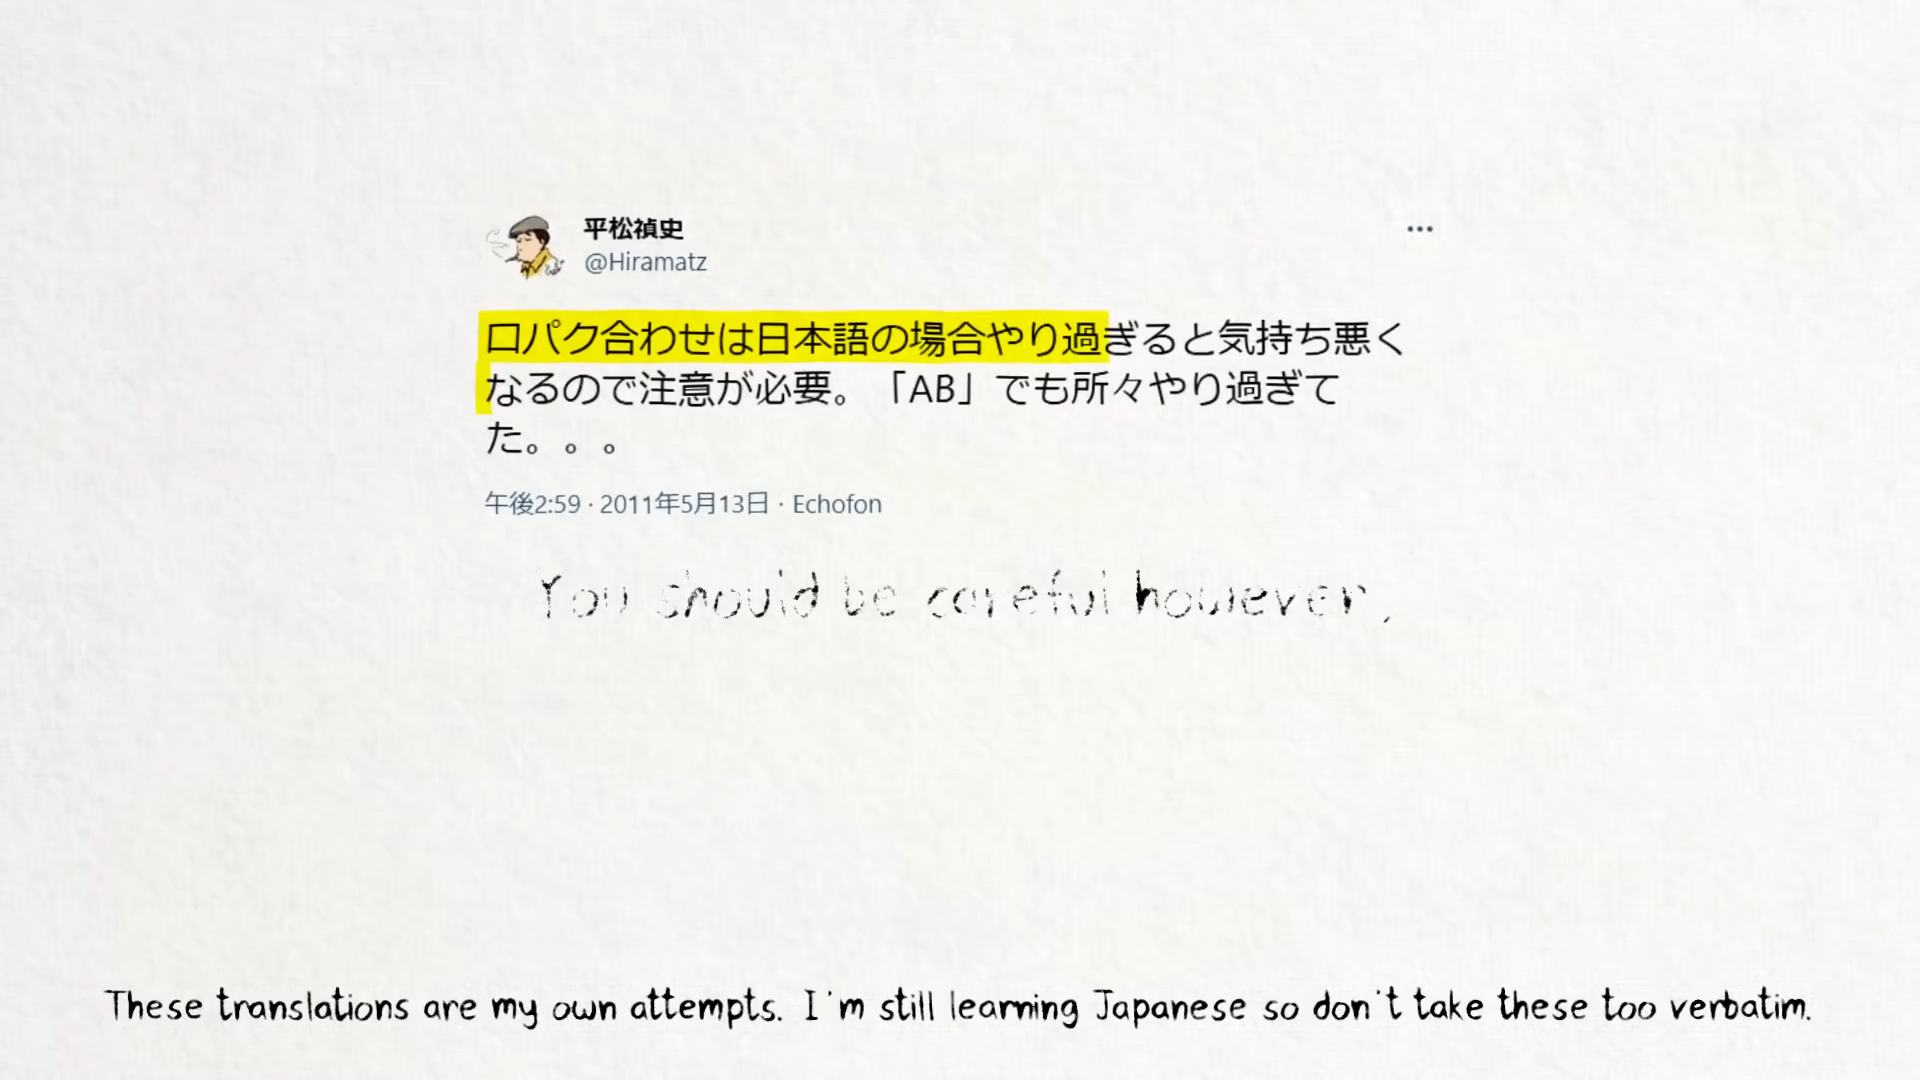 平松禎史
@Hiramatz
口パク合わせは日本語の場合やり過ぎると気持ち悪く
なるので注意が必要。「AB」でも所々やり過ぎて
た。。。
午後2:59 · 2011年5月13日 · Echofon
You should be careful however,
These translations are my own attempts. I'm still learning Japanese so don't take these too verbatim.